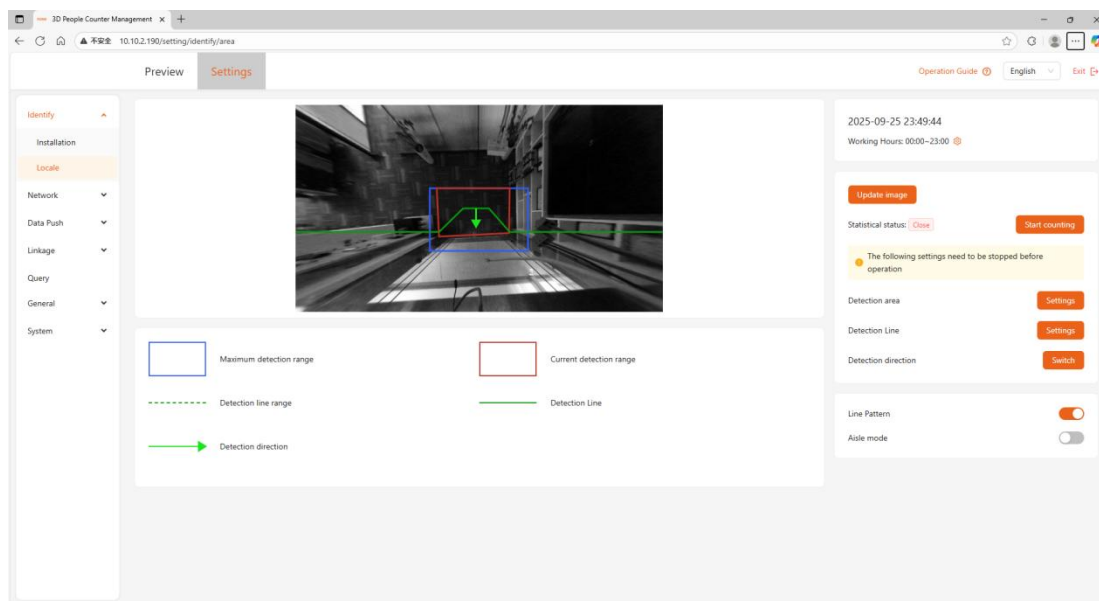 3D People Counter Management
不安全 10.10.2.190/setting/identify/area
Preview Settings
Operation Guide English Exit
Identify
Installation
Locale
Network
Data Push
Linkage
Query
General
System
Maximum detection range
Current detection range
Detection line range
Detection Line
Detection direction
2025-09-25 23:49:44
Working Hours: 00:00~23:00
Update image
Statistical status: Close Start counting
The following settings need to be stopped before
operation
Detection area Settings
Detection Line Settings
Detection direction Switch
Line Pattern
Aisle mode